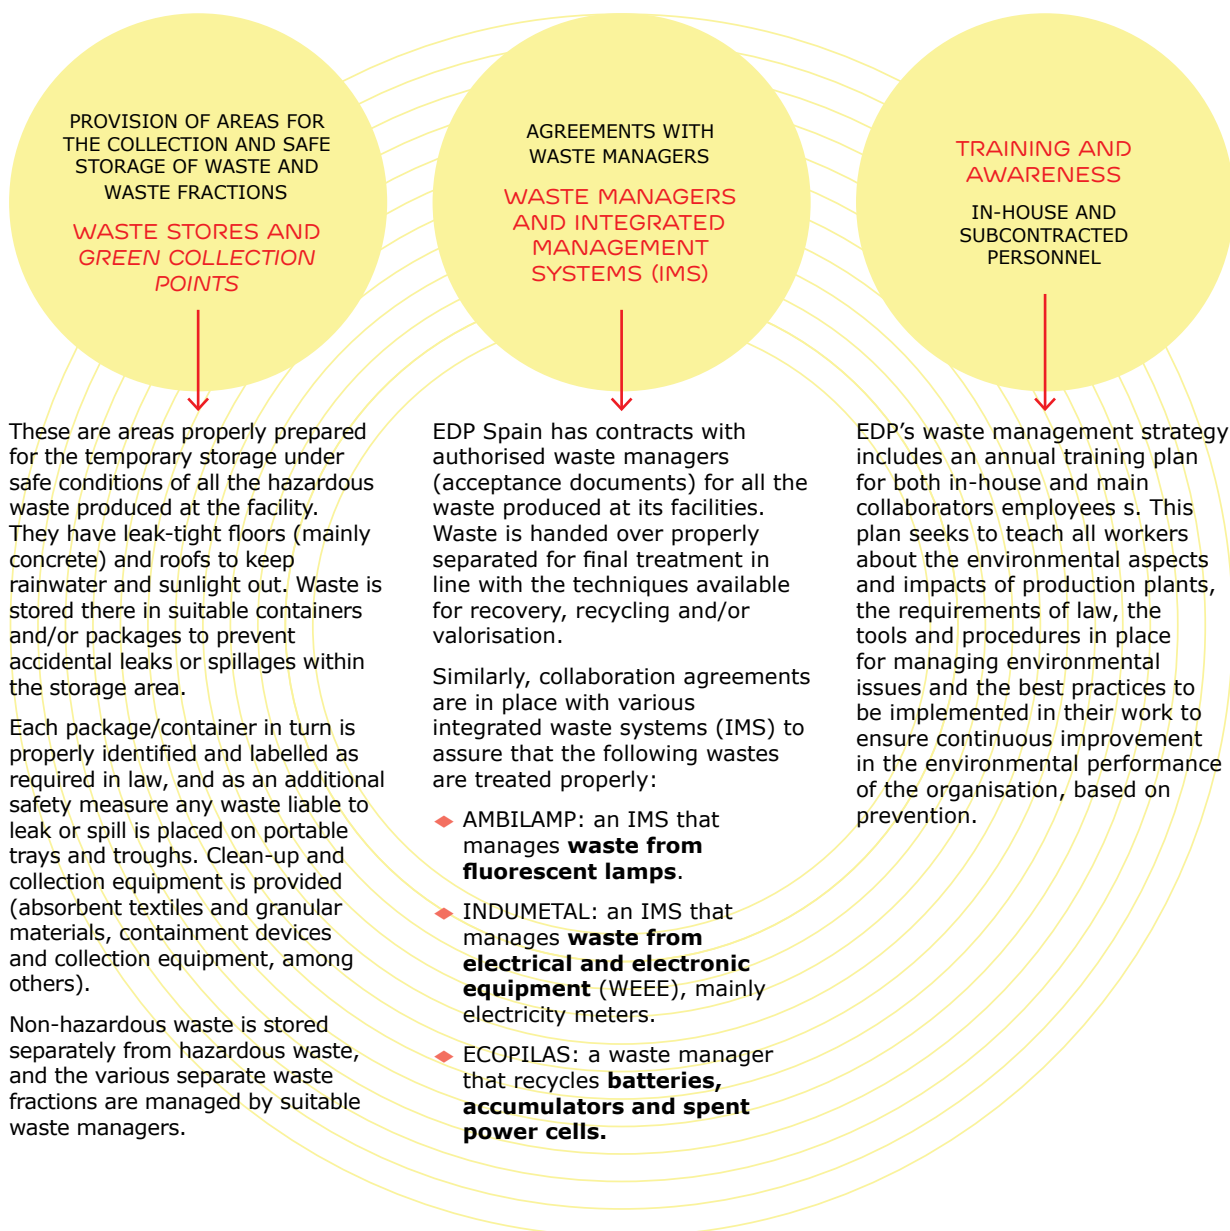 PROVISION OF AREAS FOR
THE COLLECTION AND SAFE
STORAGE OF WASTE AND
WASTE FRACTIONS
WASTE STORES AND
GREEN COLLECTION
POINTS
These are areas properly prepared
for the temporary storage under
safe conditions of all the hazardous
waste produced at the facility.
They have leak-tight floors (mainly
concrete) and roofs to keep
rainwater and sunlight out. Waste is
stored there in suitable containers
and/or packages to prevent
accidental leaks or spillages within
the storage area.
Each package/container in turn is
properly identified and labelled as
required in law, and as an additional
safety measure any waste liable to
leak or spill is placed on portable
trays and troughs. Clean-up and
collection equipment is provided
(absorbent textiles and granular
materials, containment devices
and collection equipment, among
others).
Non-hazardous waste is stored
separately from hazardous waste,
and the various separate waste
fractions are managed by suitable
waste managers.
AGREEMENTS WITH
WASTE MANAGERS
WASTE MANAGERS
AND INTEGRATED
MANAGEMENT
SYSTEMS (IMS)
EDP Spain has contracts with
authorised waste managers
(acceptance documents) for all the
waste produced at its facilities.
Waste is handed over properly
separated for final treatment in
line with the techniques available
for recovery, recycling and/or
valorisation.
Similarly, collaboration agreements
are in place with various
integrated waste systems (IMS) to
assure that the following wastes
are treated properly:
AMBILAMP: an IMS that
manages waste from
fluorescent lamps.
INDUMETAL: an IMS that
manages waste from
electrical and electronic
equipment (WEEE), mainly
electricity meters.
ECOPILAS: a waste manager
that recycles batteries,
accumulators and spent
power cells.
TRAINING AND
AWARENESS
IN-HOUSE AND
SUBCONTRACTED
PERSONNEL
EDP's waste management strategy
includes an annual training plan
for both in-house and main
collaborators employees s. This
plan seeks to teach all workers
about the environmental aspects
and impacts of production plants,
the requirements of law, the
tools and procedures in place
for managing environmental
issues and the best practices to
be implemented in their work to
ensure continuous improvement
in the environmental performance
of the organisation, based on
prevention.